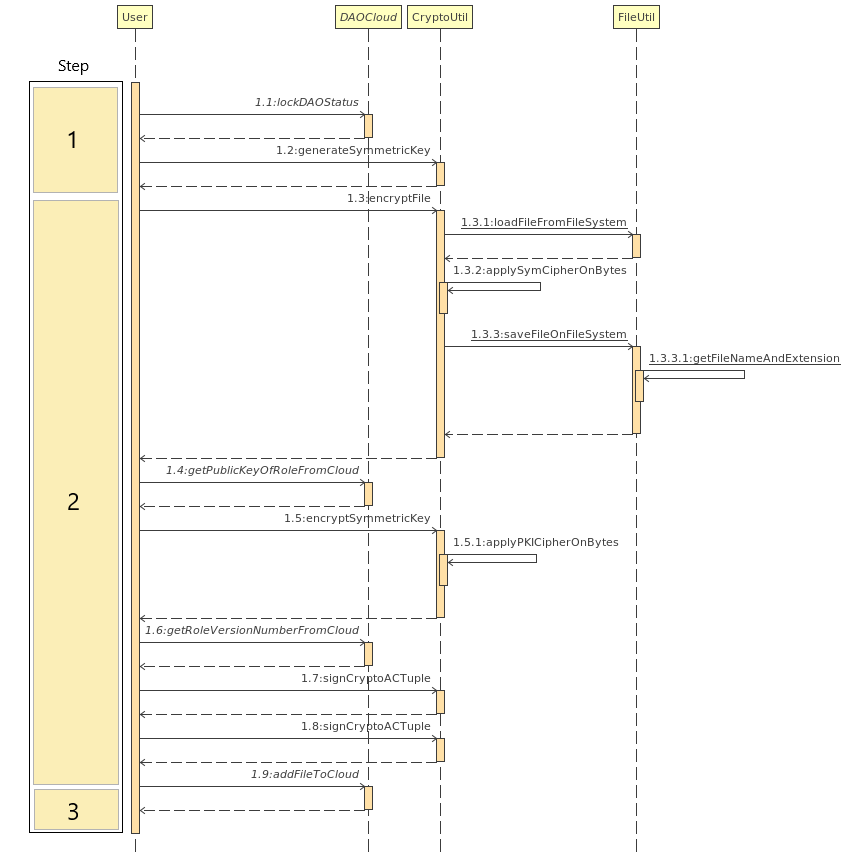 User
DAOCloud
CryptoUtil
FileUtil
Step
1
1.1:lockDAOStatus
1.2:generateSymmetricKey
1.3:encryptFile
1.3.1:loadFileFromFileSystem
1.3.2:applySymCipherOnBytes
1.3.3:saveFileOnFileSystem
1.3.3.1:getFileNameAndExtension
1.4:getPublicKeyOfRoleFromCloud
2
1.5:encryptSymmetricKey
1.5.1:applyPKICipherOnBytes
1.6:getRoleVersionNumberFromCloud
1.7:signCryptoACTuple
1.8:signCryptoACTuple
1.9:addFileToCloud
3